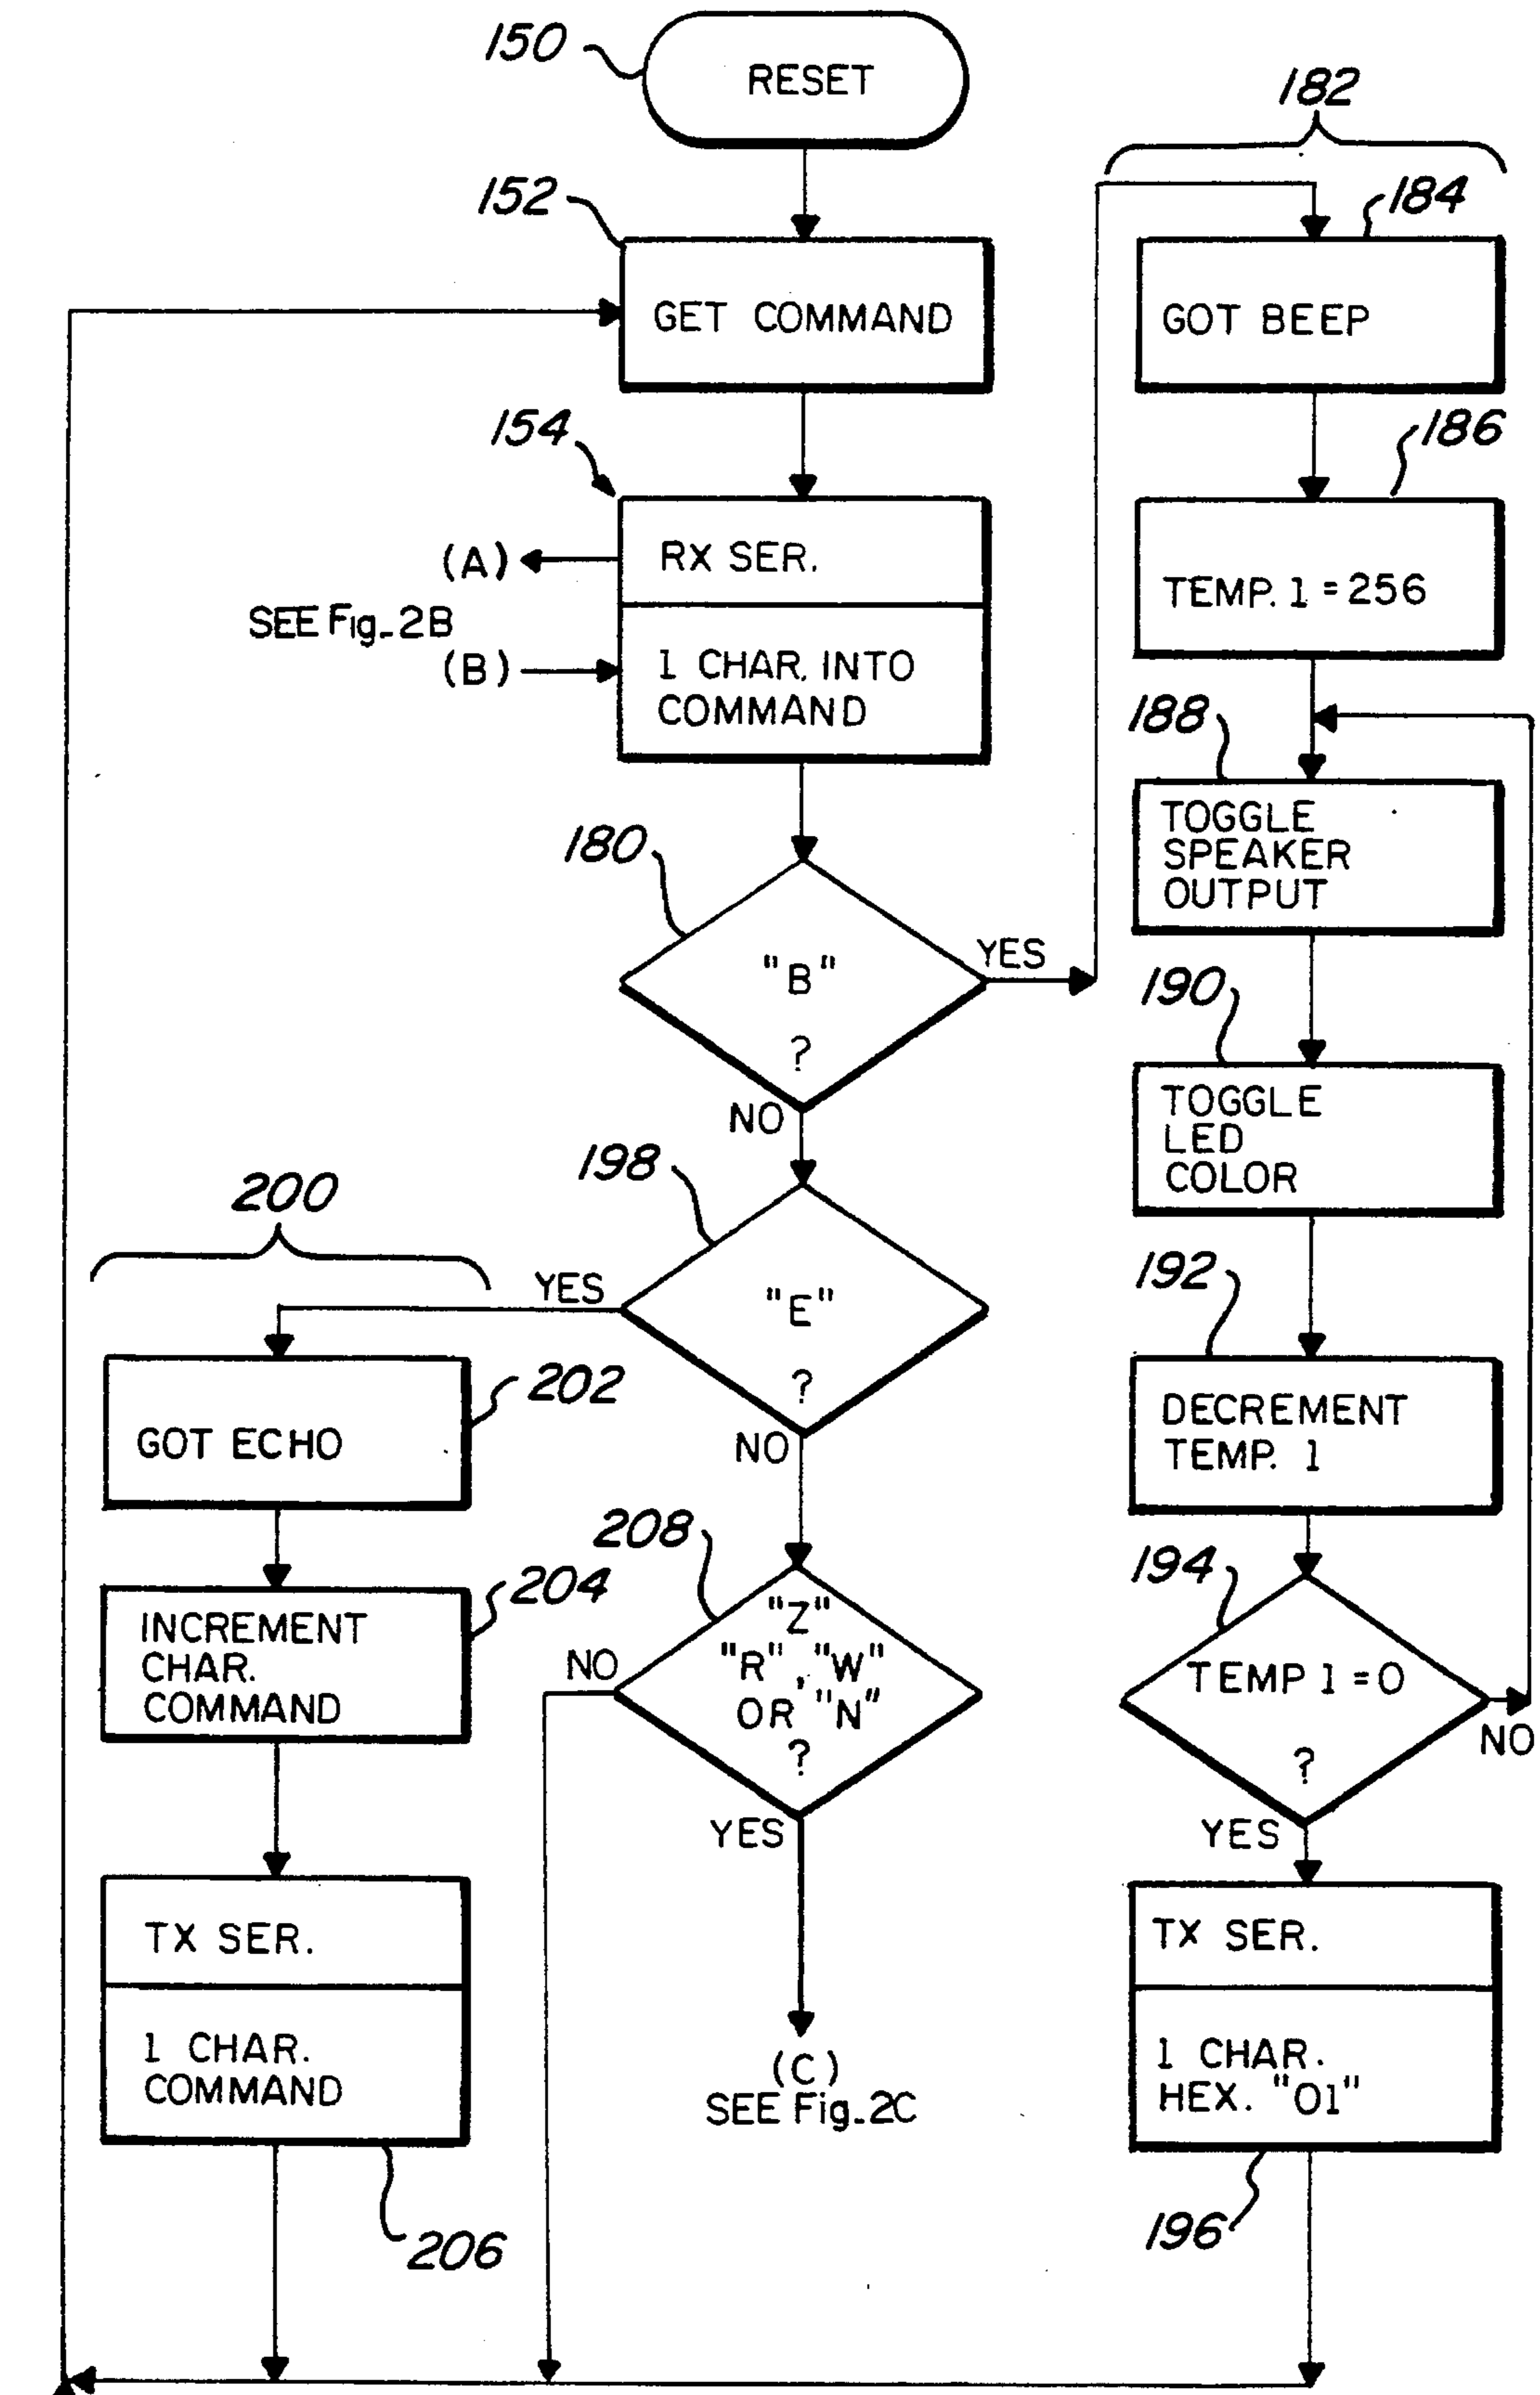 150
RESET
182
152
184
GET COMMAND
GOT BEEP
154
186
(A)
RX SER.
SEE Fig_2B
TEMP. 1 = 256
(B)
1 CHAR. INTO
COMMAND
188
TOGGLE
SPEAKER
OUTPUT
180
"B"
?
YES
NO
190
TOGGLE
LED
COLOR
198
200
YES
"E"
?
NO
192
DECREMENT
TEMP. 1
202
GOT ECHO
208
194
204
INCREMENT
CHAR.
COMMAND
NO
"Z"
"R", "W"
OR "N"
?
YES
TEMP 1 = 0
?
NO
YES
TX SER.
1 CHAR.
COMMAND
(C)
SEE Fig_2C
TX SER.
1 CHAR.
HEX. "01"
206
196